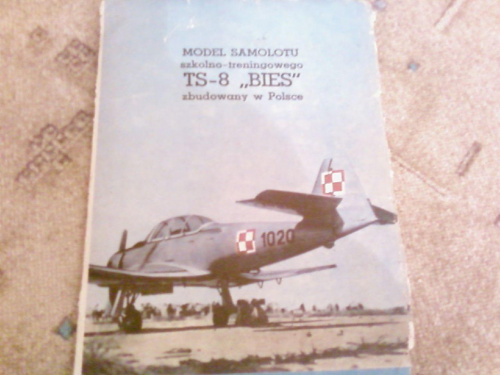 MODEL SAMOLOTU
szkolno-treningowego
TS-8 „BIES”
zbudowany w Polsce
1020